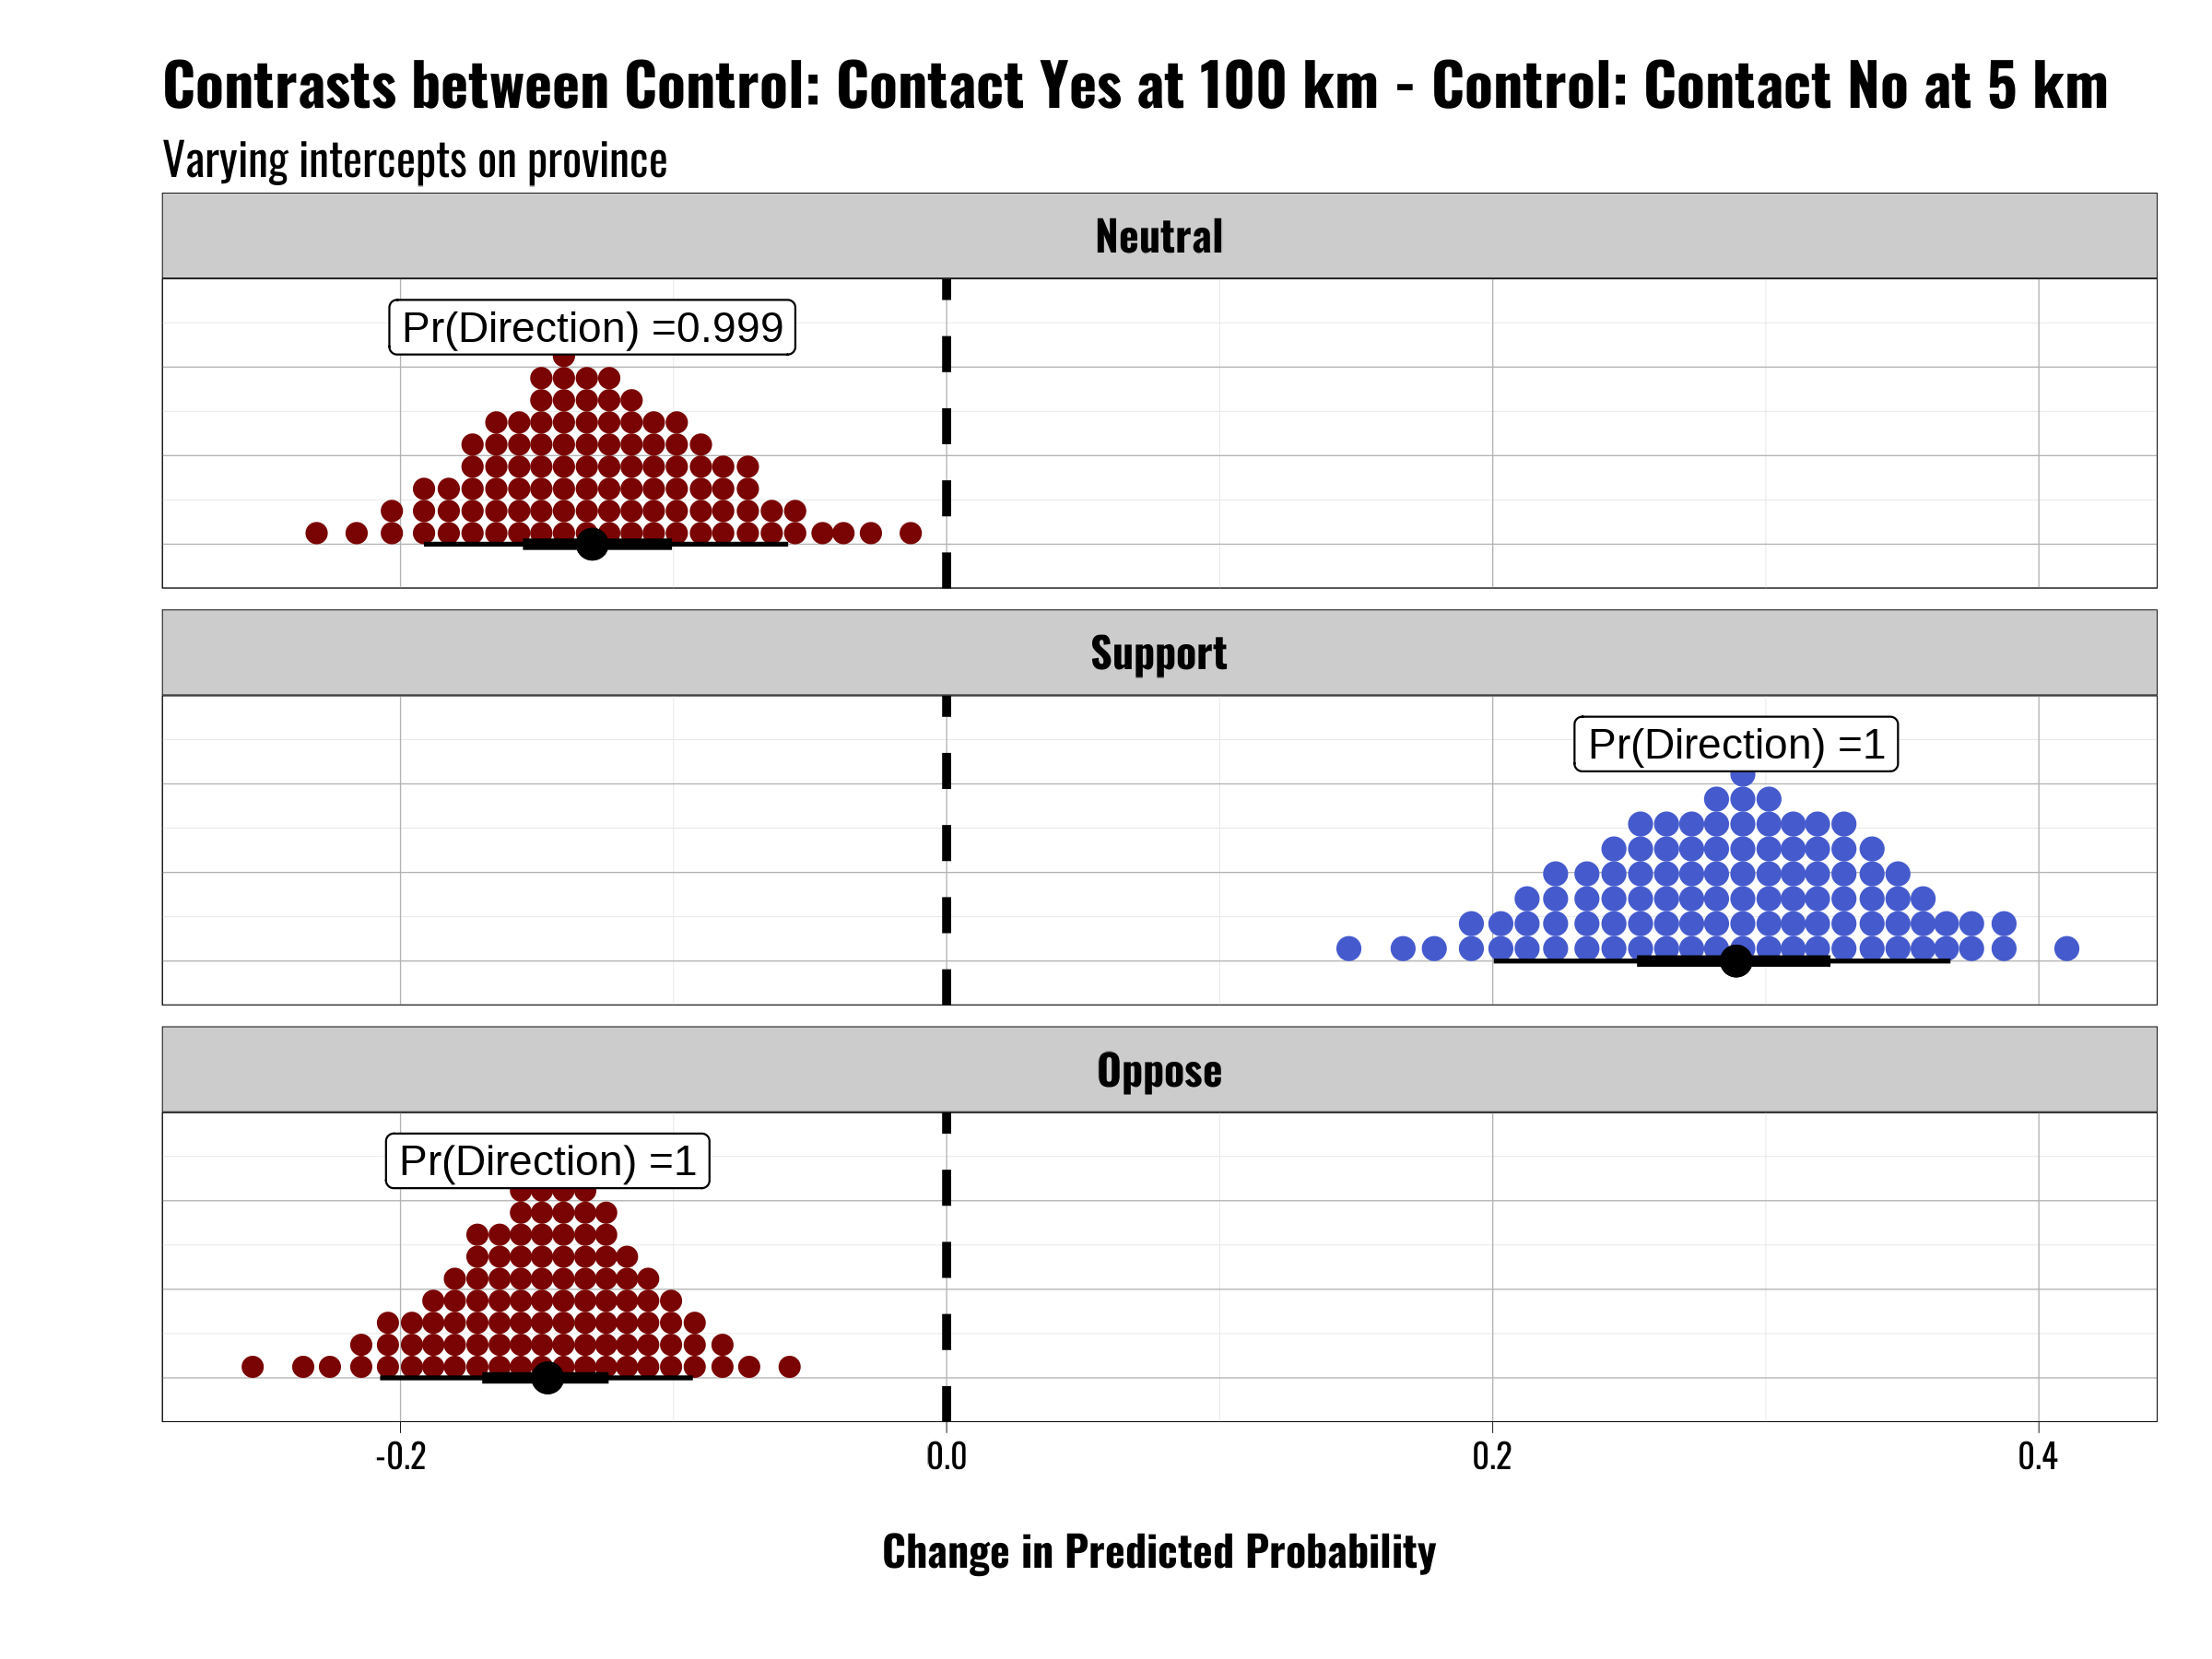 Contrasts between Control: Contact Yes at 100 km - Control: Contact No at 5 km
Varying intercepts on province
Neutral
Pr(Direction) =0.999
Support
Pr(Direction) =1
Oppose
Pr(Direction) =1
-0.2 0.0 0.2 0.4
Change in Predicted Probability